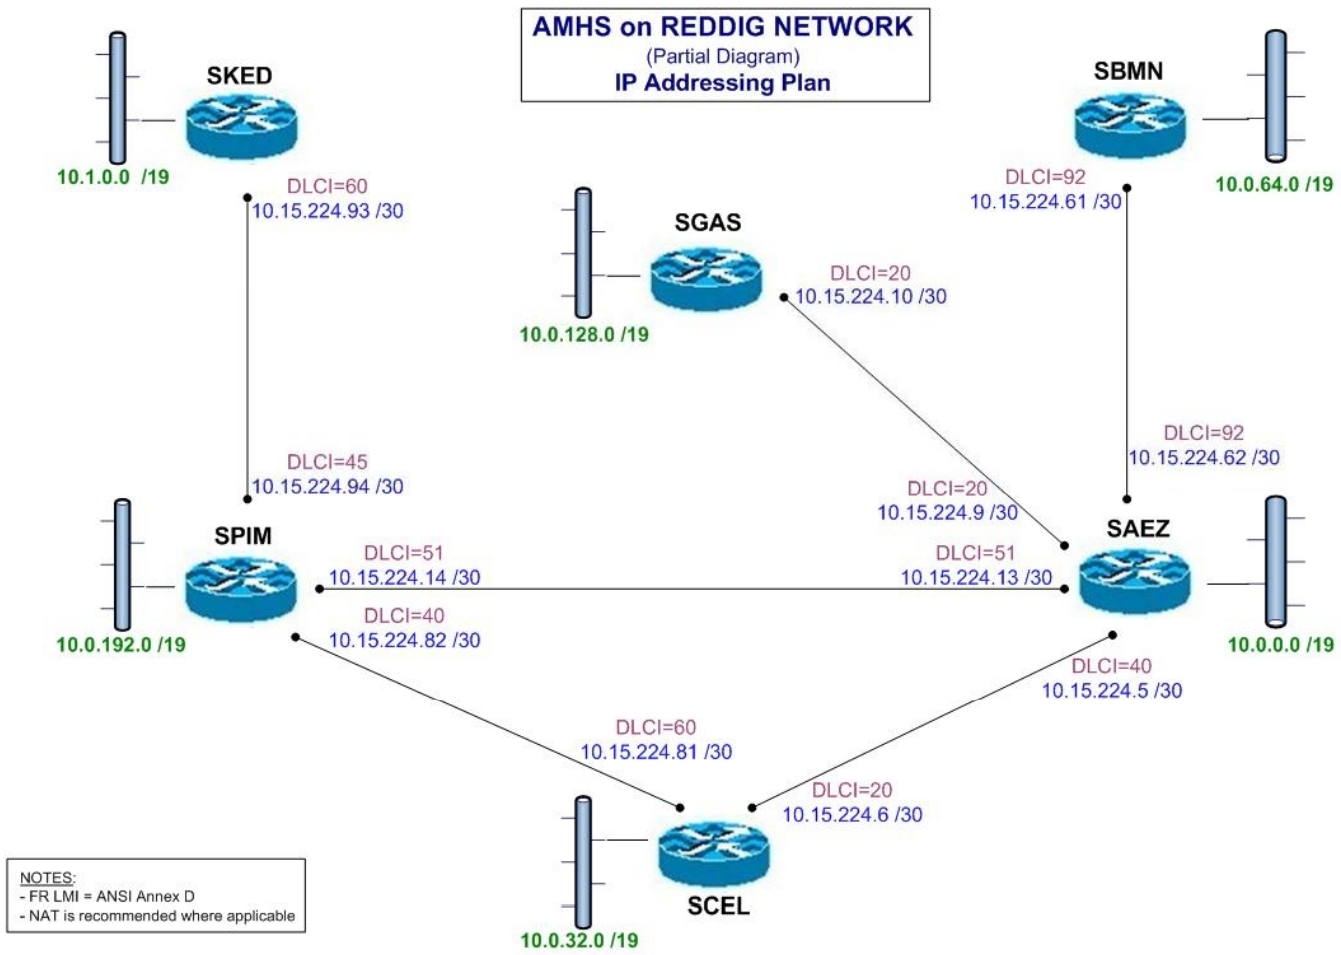 AMHS on REDDIG NETWORK
(Partial Diagram)
IP Addressing Plan
SKED
10.1.0.0 /19
DLCI=60
10.15.224.93 /30
SBMN
DLCI=92
10.15.224.61 /30
10.0.64.0 /19
SGAS
10.0.128.0 /19
DLCI=20
10.15.224.10 /30
DLCI=45
10.15.224.94 /30
DLCI=92
10.15.224.62 /30
DLCI=20
10.15.224.9 /30
SPIM
10.0.192.0 /19
DLCI=51
10.15.224.14 /30
DLCI=51
10.15.224.13 /30
SAEZ
10.0.0.0 /19
DLCI=40
10.15.224.82 /30
DLCI=40
10.15.224.5 /30
DLCI=60
10.15.224.81 /30
DLCI=20
10.15.224.6 /30
SCEL
10.0.32.0 /19
NOTES:
- FR LMI = ANSI Annex D
- NAT is recommended where applicable